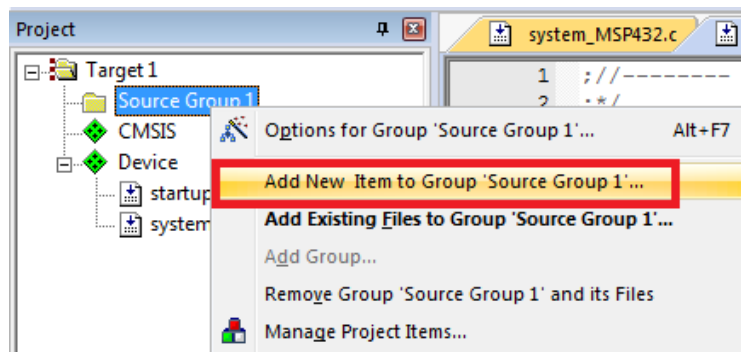 Project
system_MSP432.c
Target 1
1 ;//--------
Source Group 1
2 ;*/
CMSIS
Options for Group 'Source Group 1'... Alt+F7
Device
Add New Item to Group 'Source Group 1'...
startup
Add Existing Files to Group 'Source Group 1'...
system
Add Group...
Remove Group 'Source Group 1' and its Files
Manage Project Items...